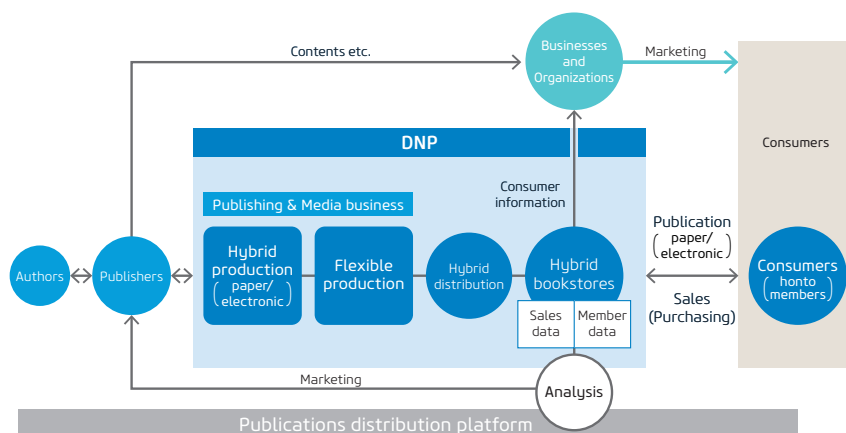 Contents etc.
Businesses
and
Organizations
Marketing
DNP
Consumers
Publishing & Media business
Consumer
information
Authors
Publishers
Hybrid
production
(paper/
electronic)
Flexible
production
Hybrid
distribution
Hybrid
bookstores
Publication
(paper/
electronic)
Sales
(Purchasing)
Consumers
(honto
members)
Sales
data
Member
data
Marketing
Analysis
Publications distribution platform